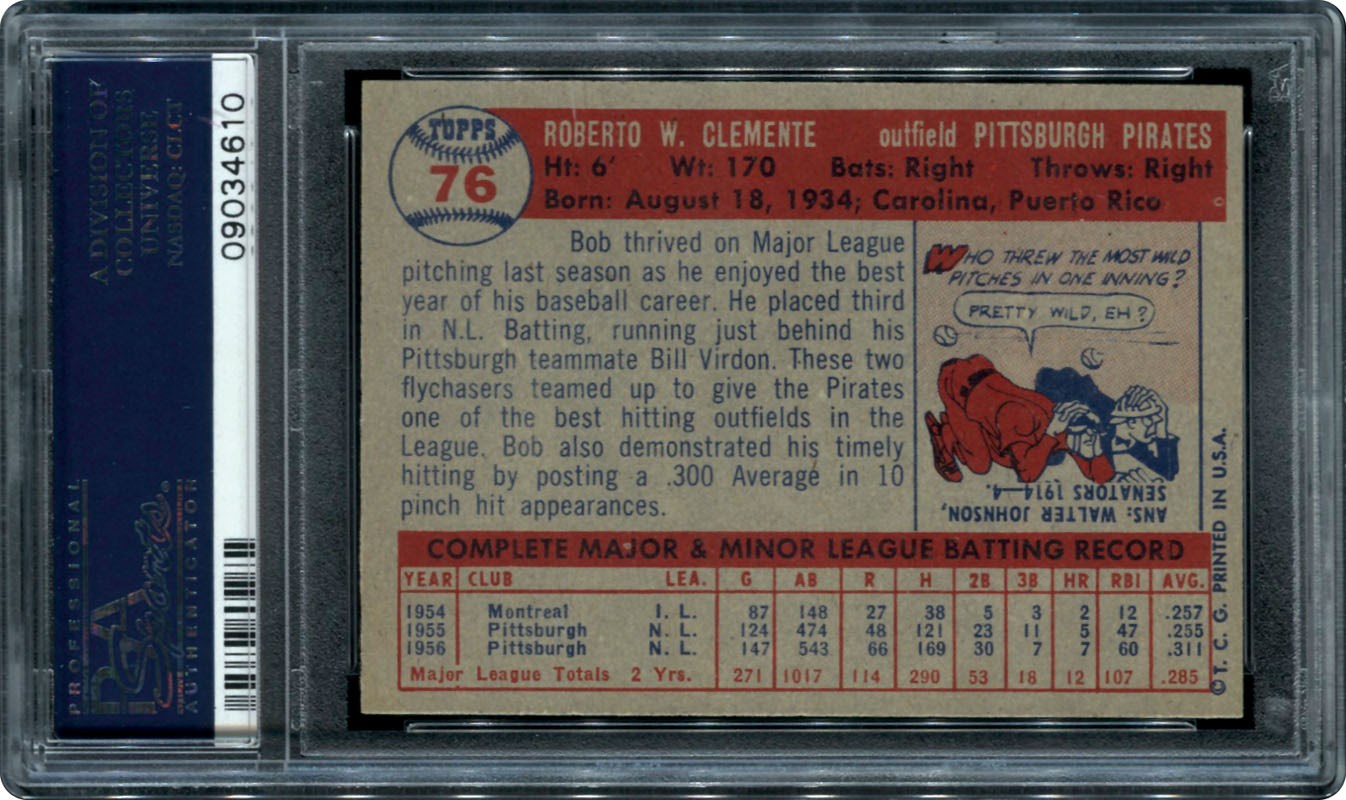 A DIVISION OF
COLLECTORS
UNIVERSE
NASDAQ: CLCT
09034610
PROFESSIONAL
PSA
Sports
AUTHENTICATOR
TOPPS
76
ROBERTO W. CLEMENTE outfield PITTSBURGH PIRATES
Ht: 6' Wt: 170 Bats: Right Throws: Right
Born: August 18, 1934; Carolina, Puerto Rico
Bob thrived on Major League
pitching last season as he enjoyed the best
year of his baseball career. He placed third
in N.L. Batting, running just behind his
Pittsburgh teammate Bill Virdon. These two
flychasers teamed up to give the Pirates
one of the best hitting outfields in the
League. Bob also demonstrated his timely
hitting by posting a .300 Average in 10
pinch hit appearances.
WHO THREW THE MOST WILD
PITCHES IN ONE INNING?
PRETTY WILD, EH?
ANS: WALTER JOHNSON,
SENATORS 1914—4.
COMPLETE MAJOR & MINOR LEAGUE BATTING RECORD
YEAR CLUB LEA. G AB R H 2B 3B HR RBI AVG.
1954 Montreal I. L. 87 148 27 38 5 3 2 12 .257
1955 Pittsburgh N. L. 124 474 48 121 23 11 5 47 .255
1956 Pittsburgh N. L. 147 543 66 169 30 7 7 60 .311
Major League Totals 2 Yrs. 271 1017 114 290 53 18 12 107 .285
© T. C. G. PRINTED IN U.S.A.